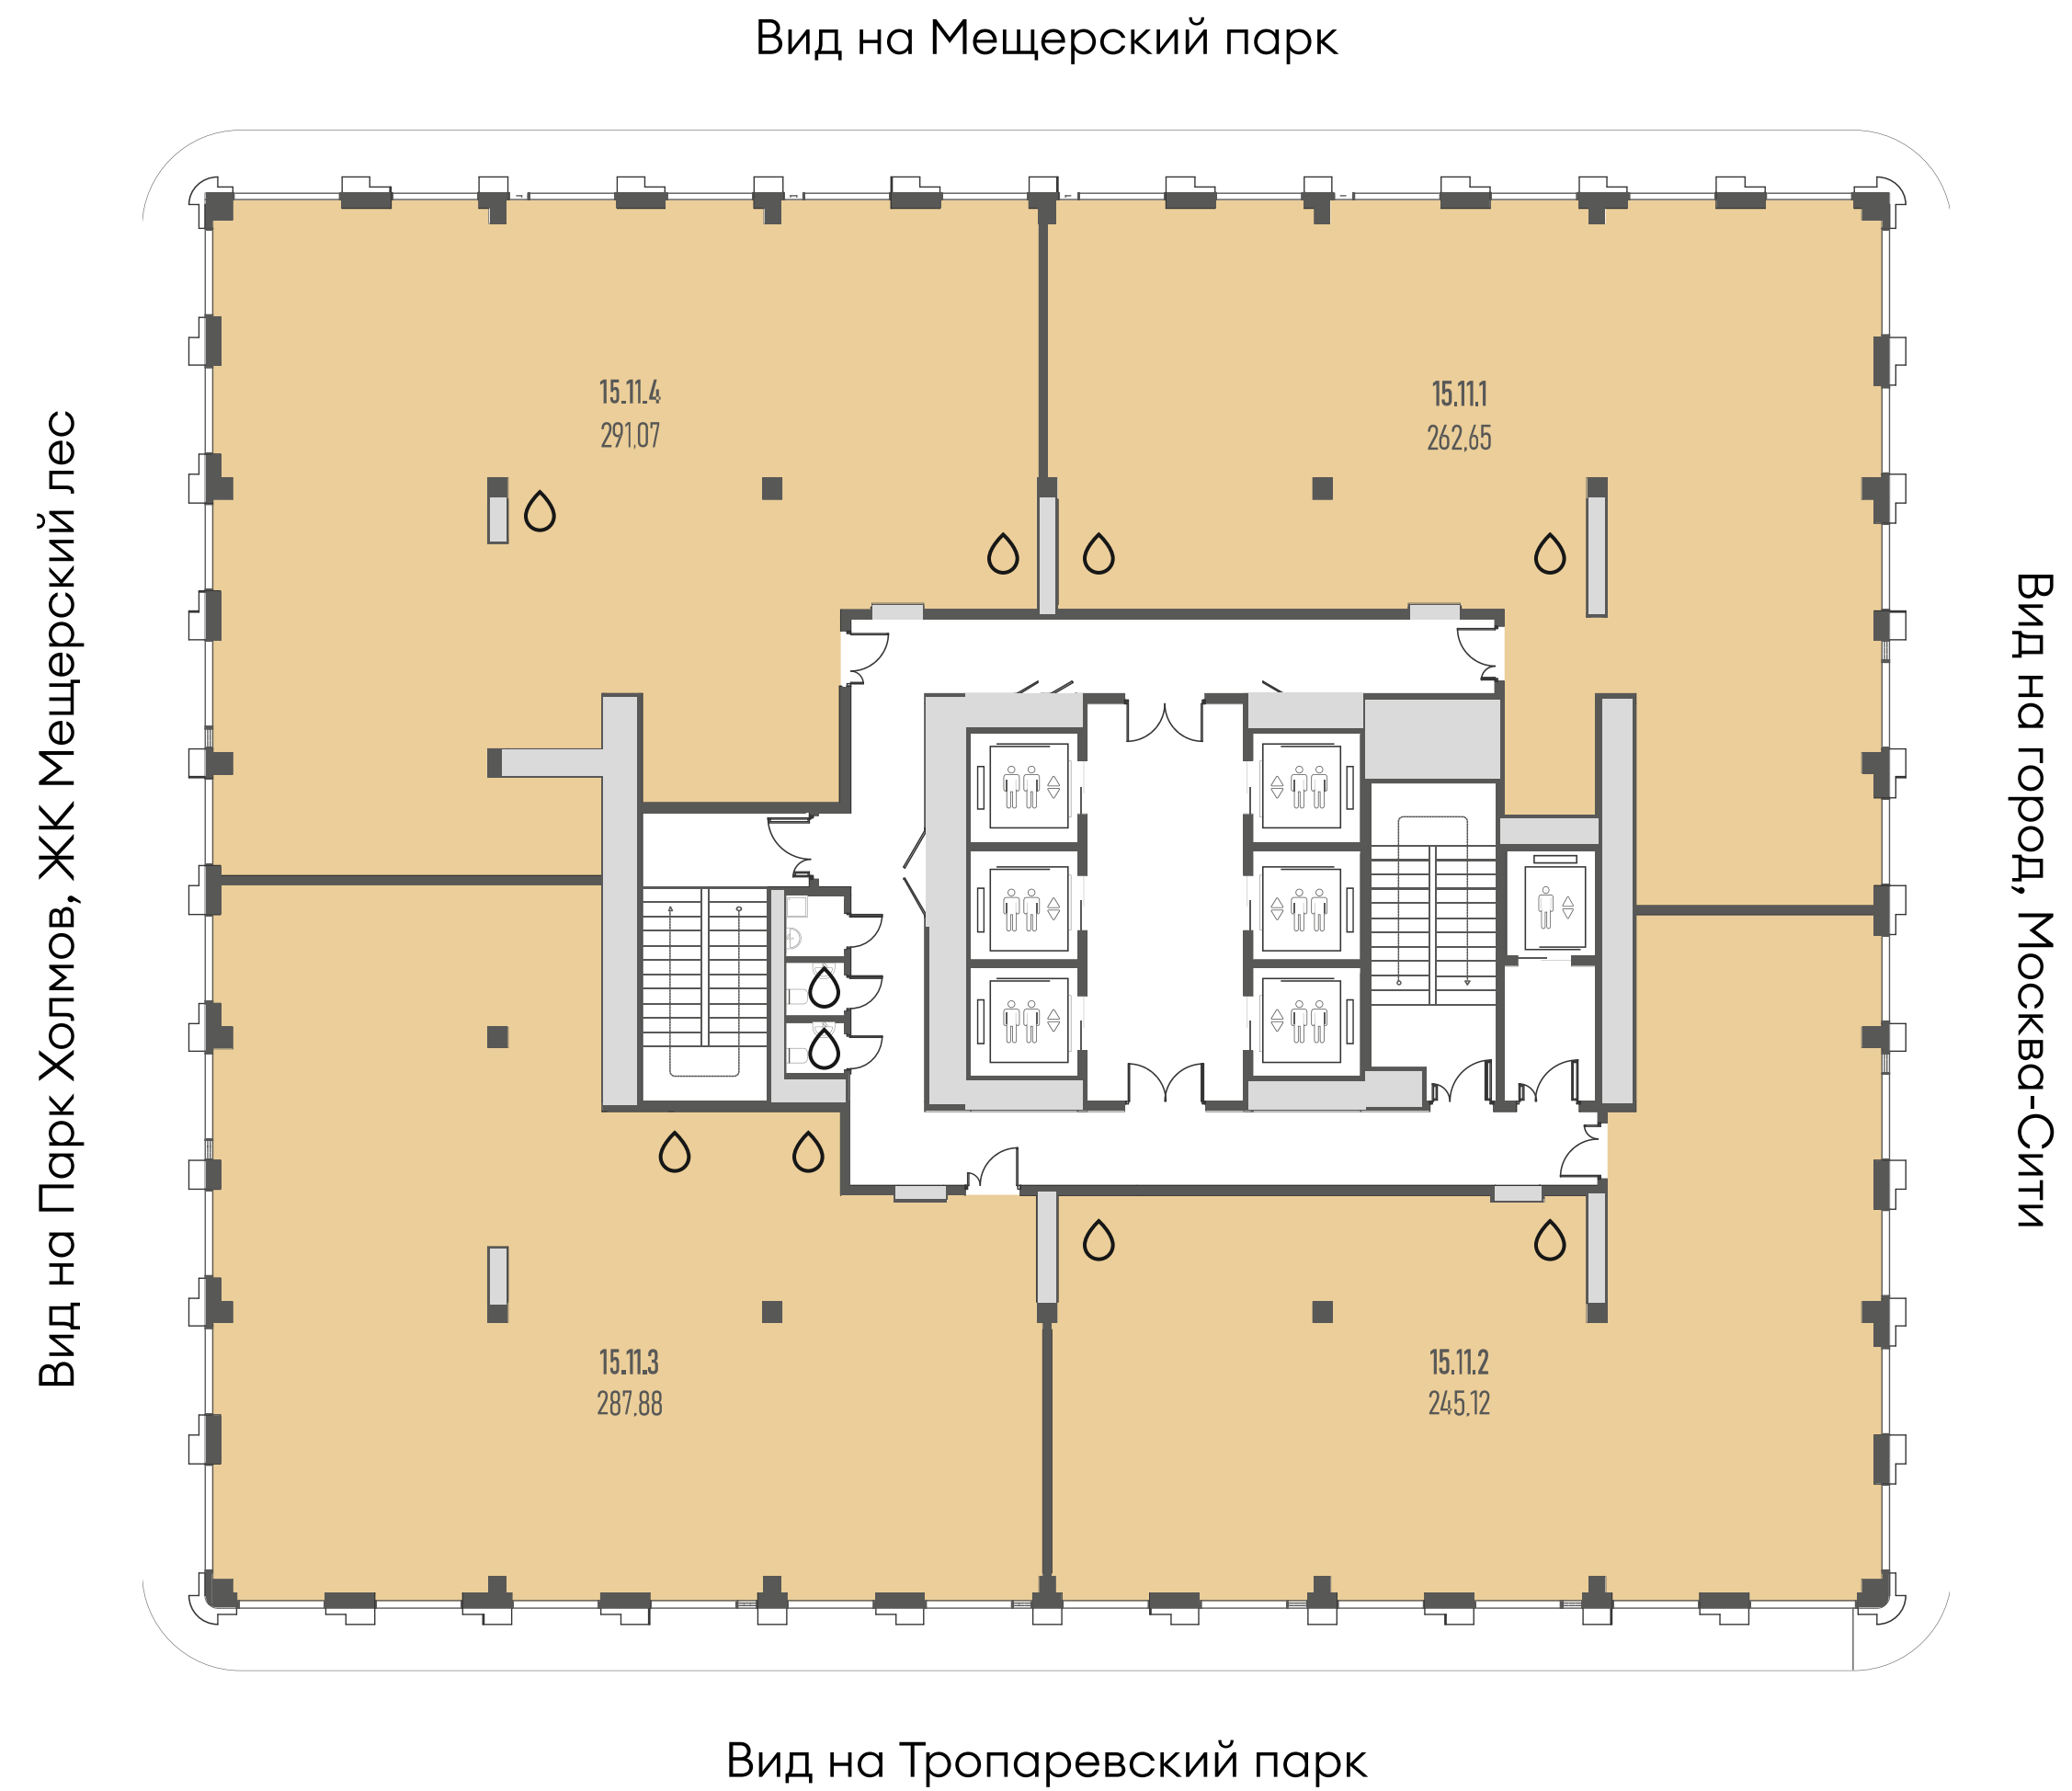 Вид на Мещерский парк
Вид на Парк Холмов, ЖК Мещерский лес
15.11.4
291,07
15.11.1
262,65
Вид на город, Москва-Сити
15.11.3
287,88
15.11.2
245,12
Вид на Тропаревский парк